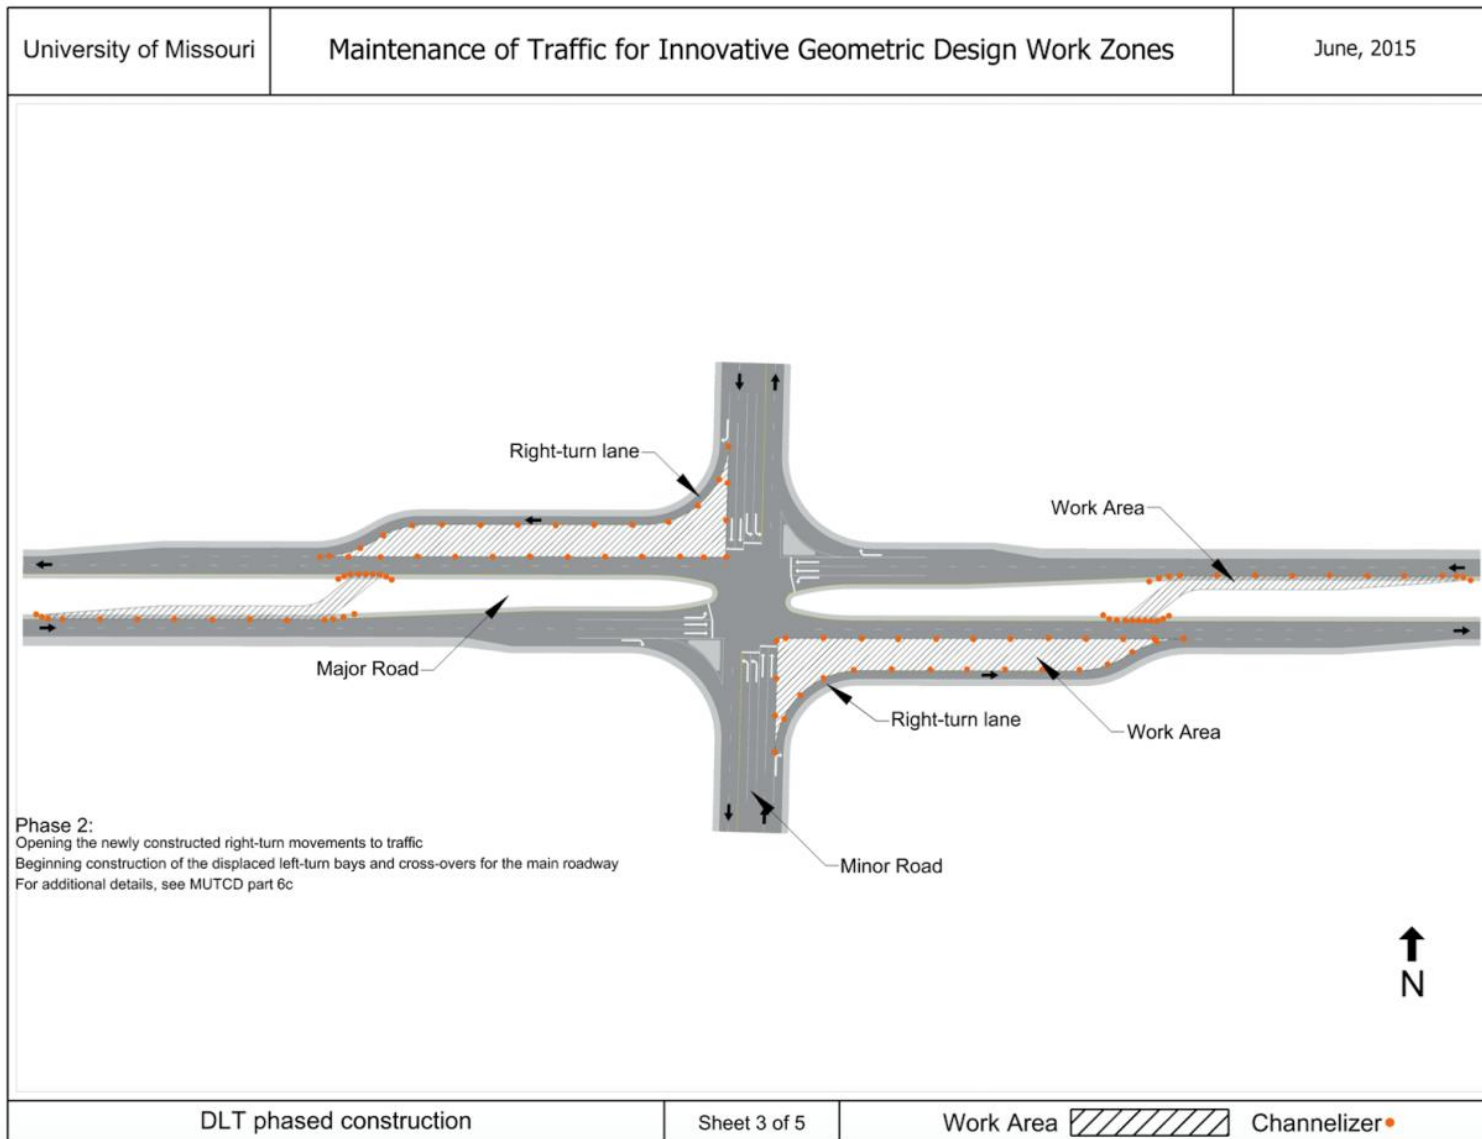 University of Missouri
Maintenance of Traffic for Innovative Geometric Design Work Zones
June, 2015
Right-turn lane
Work Area
Major Road
Right-turn lane
Work Area
Minor Road
Phase 2:
Opening the newly constructed right-turn movements to traffic
Beginning construction of the displaced left-turn bays and cross-overs for the main roadway
For additional details, see MUTCD part 6c
N
DLT phased construction
Sheet 3 of 5
Work Area
Channelizer